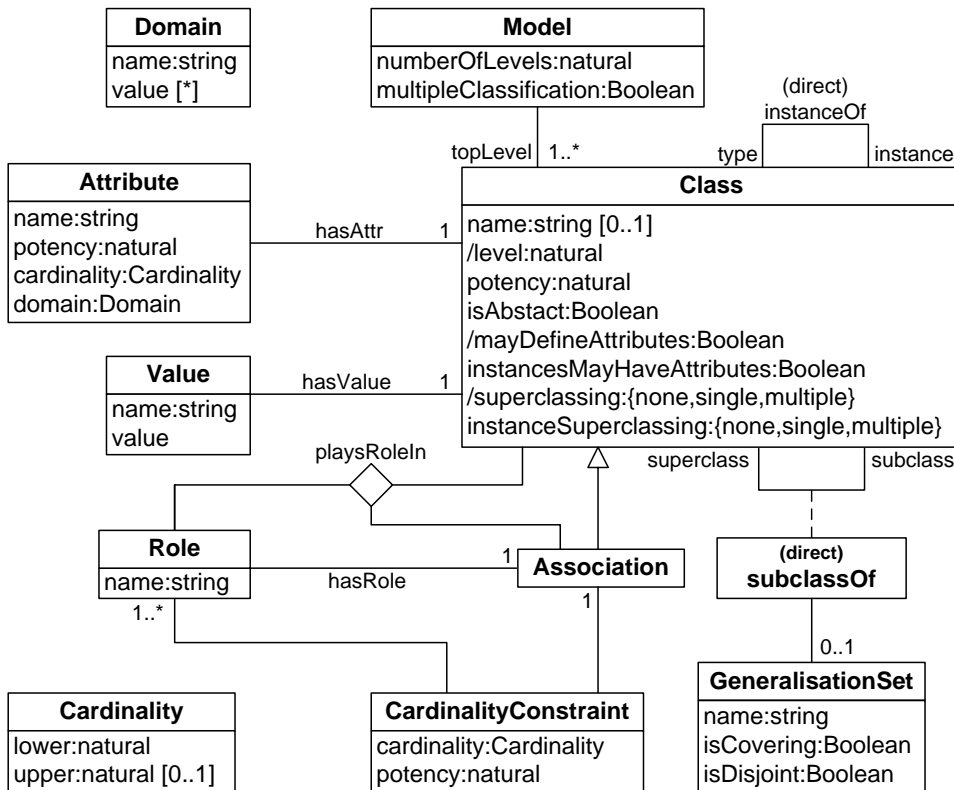 Domain
name:string
value [*]
Model
numberOfLevels:natural
multipleClassification:Boolean
(direct)
instanceOf
topLevel
1..*
type
instance
Attribute
name:string
potency:natural
cardinality:Cardinality
domain:Domain
hasAttr
1
Class
name:string [0..1]
/level:natural
potency:natural
isAbstact:Boolean
/mayDefineAttributes:Boolean
instancesMayHaveAttributes:Boolean
/superclassing:{none,single,multiple}
instanceSuperclassing:{none,single,multiple}
Value
name:string
value
hasValue
1
playsRoleIn
superclass
subclass
Role
name:string
1..*
hasRole
1
Association
1
(direct)
subclassOf
0..1
Cardinality
lower:natural
upper:natural [0..1]
CardinalityConstraint
cardinality:Cardinality
potency:natural
GeneralisationSet
name:string
isCovering:Boolean
isDisjoint:Boolean